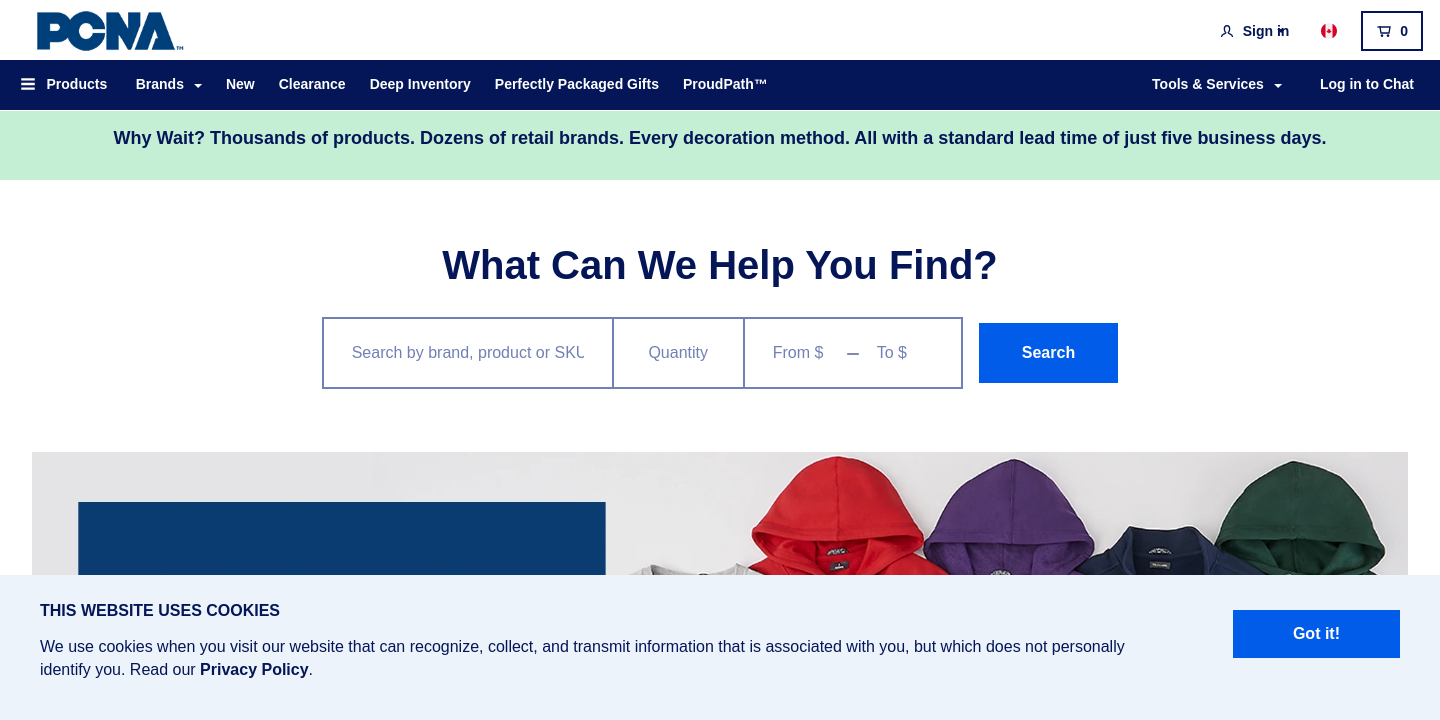 PCNA™
Sign in
0
Products
Brands
New
Clearance
Deep Inventory
Perfectly Packaged Gifts
ProudPath™
Tools & Services
Log in to Chat
Why Wait? Thousands of products. Dozens of retail brands. Every decoration method. All with a standard lead time of just five business days.
What Can We Help You Find?
Search by brand, product or SKU
Quantity
From $
To $
Search
THIS WEBSITE USES COOKIES
We use cookies when you visit our website that can recognize, collect, and transmit information that is associated with you, but which does not personally
identify you. Read our Privacy Policy.
Got it!